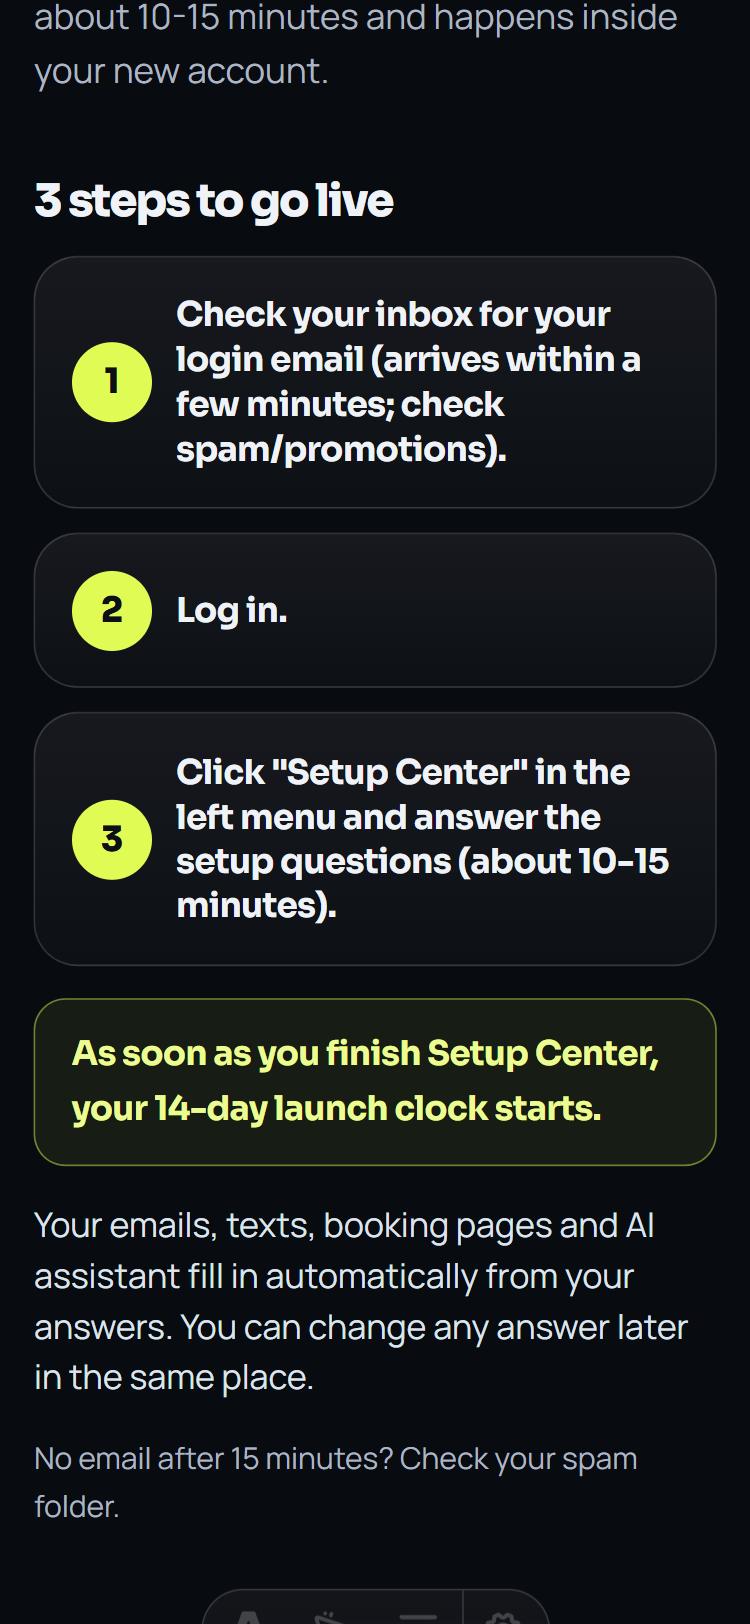 about 10-15 minutes and happens inside
your new account.
3 steps to go live
1
Check your inbox for your
login email (arrives within a
few minutes; check
spam/promotions).
2
Log in.
3
Click "Setup Center" in the
left menu and answer the
setup questions (about 10-15
minutes).
As soon as you finish Setup Center,
your 14-day launch clock starts.
Your emails, texts, booking pages and AI
assistant fill in automatically from your
answers. You can change any answer later
in the same place.
No email after 15 minutes? Check your spam
folder.